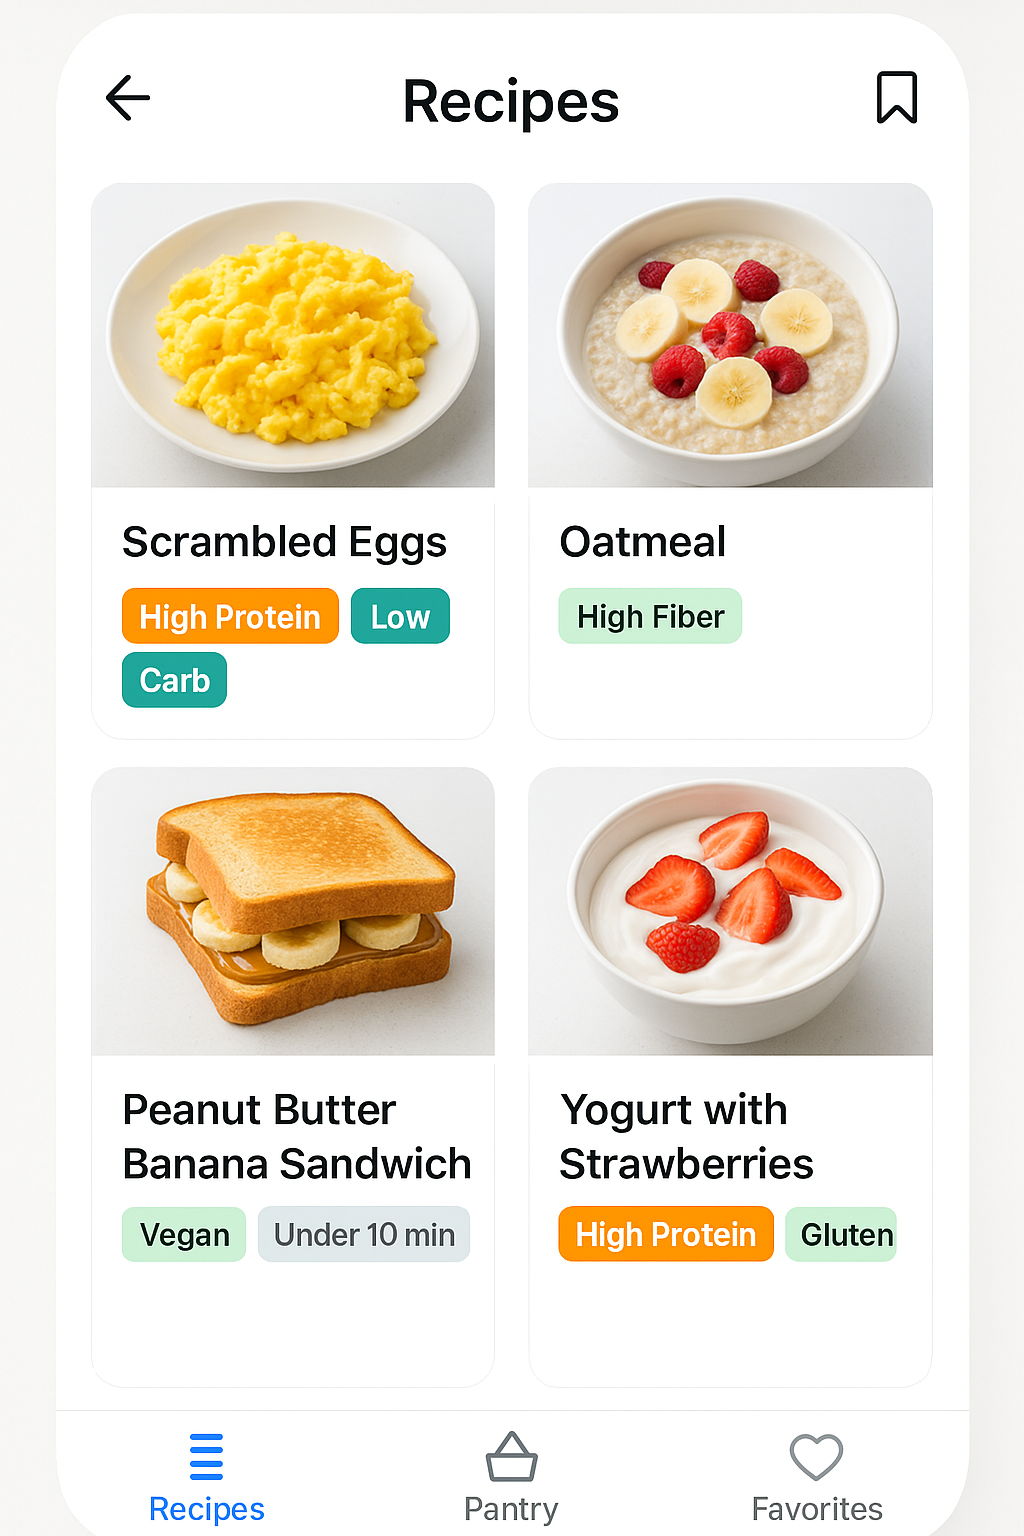 Recipes
Scrambled Eggs
High Protein Low
Carb
Oatmeal
High Fiber
Peanut Butter
Banana Sandwich
Vegan Under 10 min
Yogurt with
Strawberries
High Protein Gluten
Recipes Pantry Favorites